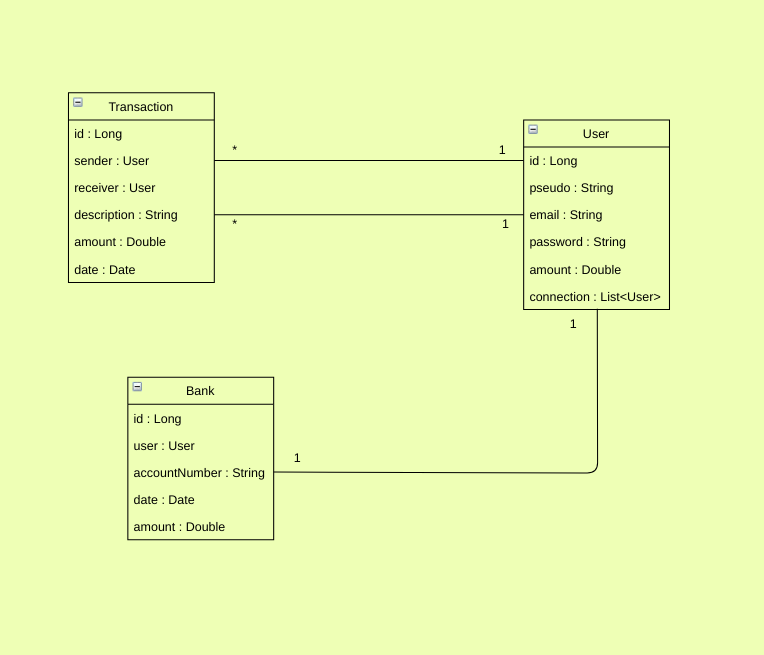 Transaction
id : Long
sender : User
receiver : User
description : String
amount : Double
date : Date
*
1
*
1
User
id : Long
pseudo : String
email : String
password : String
amount : Double
connection : List<User>
1
1
Bank
id : Long
user : User
accountNumber : String
date : Date
amount : Double